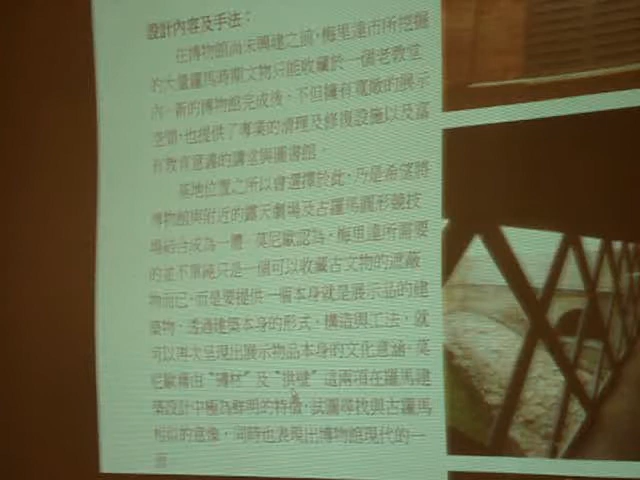 設計內容及手法：
在博物館尚未興建之前，梅里達市所挖掘
的大量羅馬時期文物只能收藏於一個老教堂
內。新的博物館完成後，不但擁有寬敞的展示
空間，也提供了專業的清理及修復設施以及富
有教育意義的講堂與圖書館。
基地位置之所以會選擇於此，乃是希望將
博物館與附近的露天劇場及古羅馬圓形競技
場結合成為一體。莫尼歐認為，梅里達所需要
的並不單純只是一個可以收藏古文物的遮蔽
物而已，而是要提供一個本身就是展示品的建
築物，透過建築本身的形式、構造與工法，就
可以再次呈現出展示物品本身的文化意涵。莫
尼歐藉由“磚材”及“拱壁”這兩項在羅馬建
築設計中極為鮮明的特徵，試圖尋找與古羅馬
相似的意像，同時也表現出博物館現代的一
面